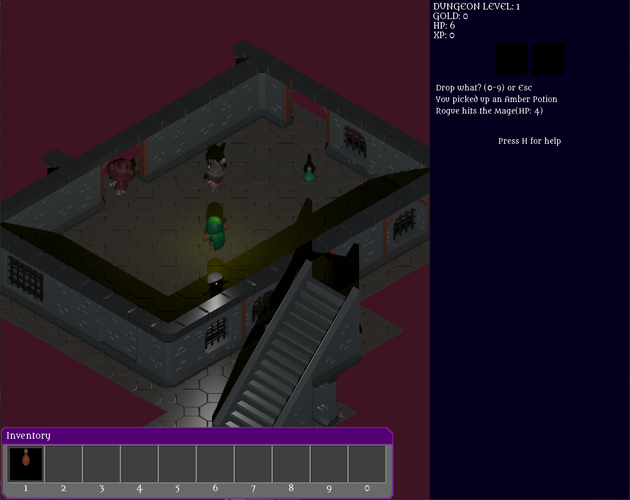 DUNGEON LEVEL: 1
GOLD: 0
HP: 6
XP: 0
Drop what? (0-9) or Esc
You picked up an Amber Potion
Rogue hits the Mage(HP: 4)
Press H for help
Inventory
1 2 3 4 5 6 7 8 9 0